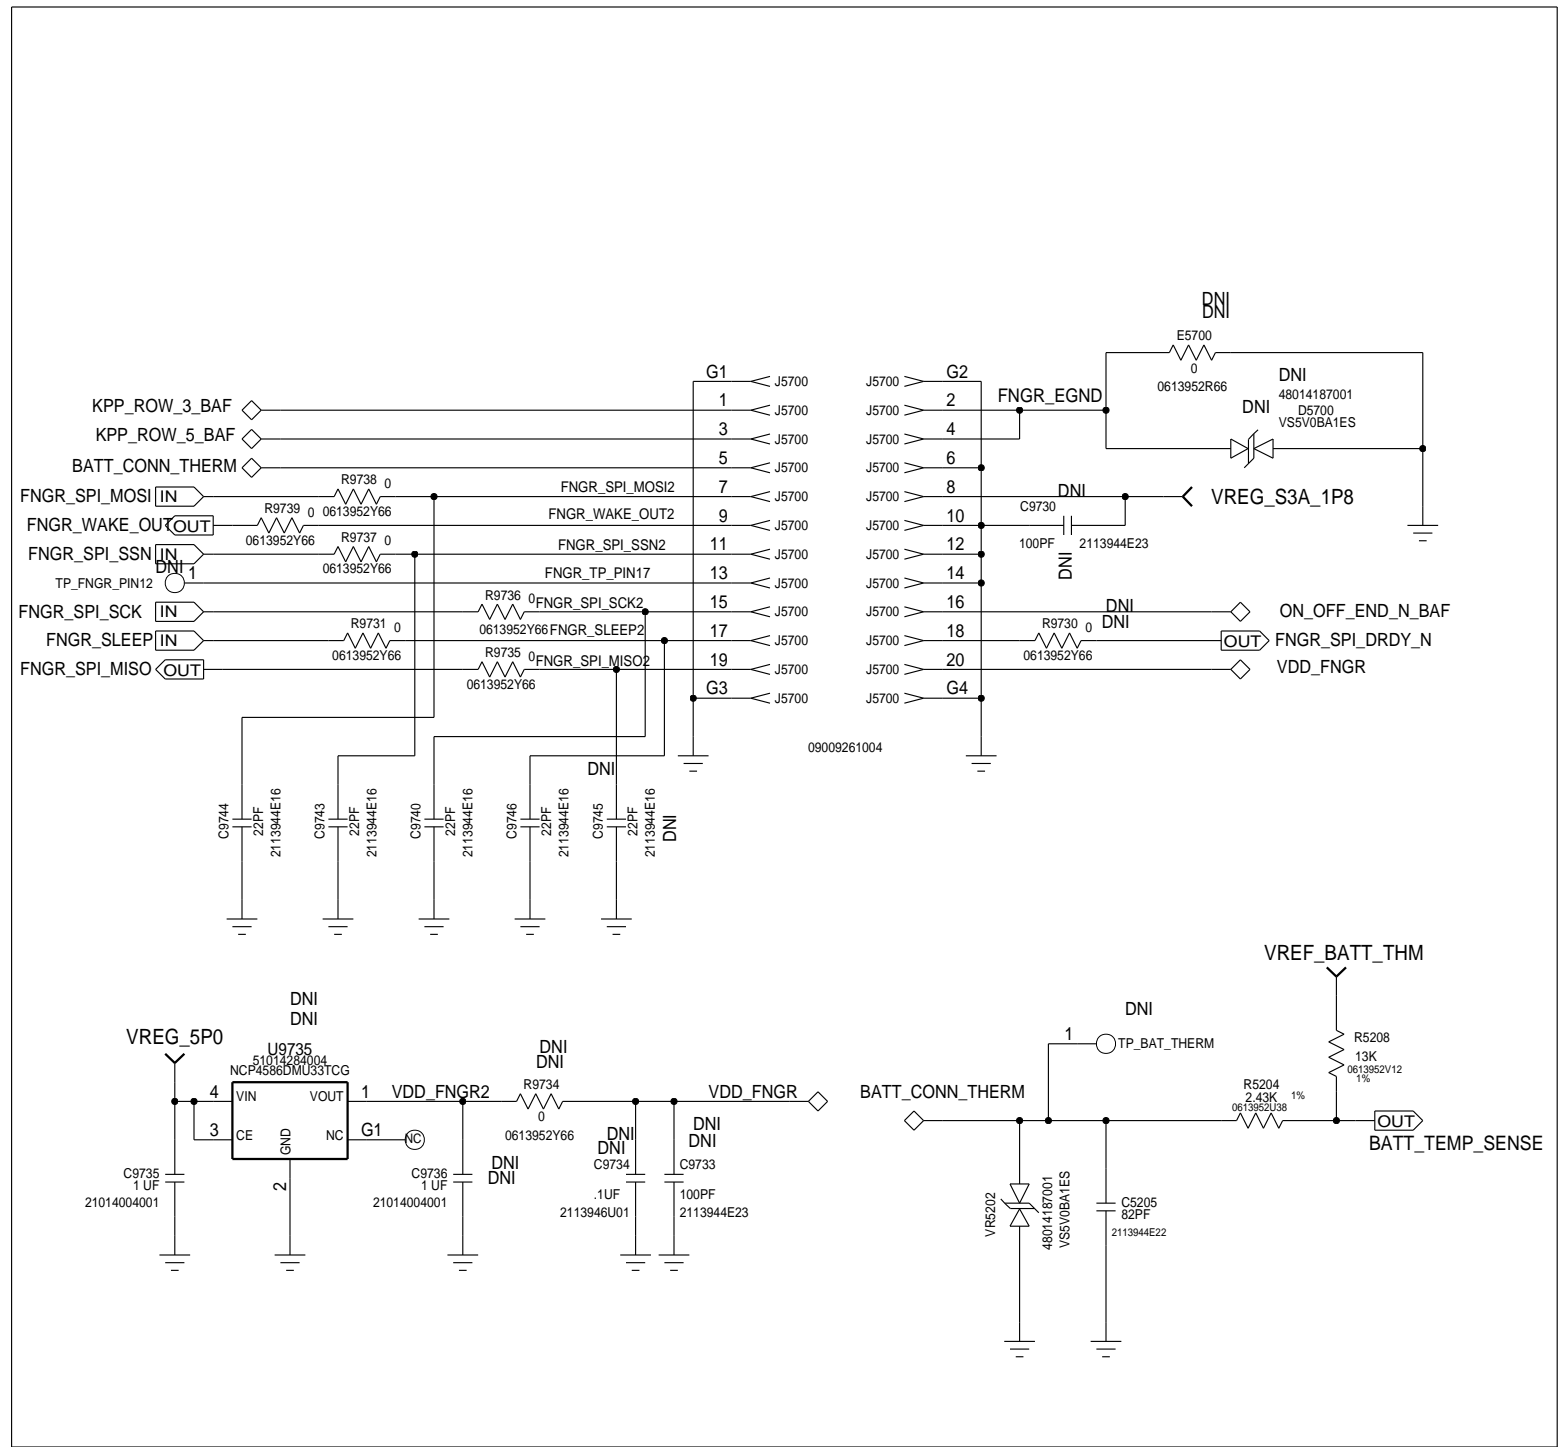 DNI
DNI
E5700
0
0613952R66
DNI
48014187001
DNI
D5700
VS5V0BA1ES
G1
J5700
J5700
G2
KPP_ROW_3_BAF
1
J5700
J5700
2
FNGR_EGND
KPP_ROW_5_BAF
3
J5700
J5700
4
BATT_CONN_THERM
5
J5700
J5700
6
FNGR_SPI_MOSI
IN
R9738
0
0613952Y66
FNGR_SPI_MOSI2
7
J5700
J5700
8
DNI
VREG_S3A_1P8
FNGR_WAKE_OUT
OUT
R9739
0
0613952Y66
FNGR_WAKE_OUT2
9
J5700
J5700
10
C9730
100PF
2113944E23
DNI
FNGR_SPI_SSN
IN
R9737
0
0613952Y66
FNGR_SPI_SSN2
11
J5700
J5700
12
DNI
TP_FNGR_PIN12
1
FNGR_TP_PIN17
13
J5700
J5700
14
FNGR_SPI_SCK
IN
R9736
0
0613952Y66
FNGR_SPI_SCK2
15
J5700
J5700
16
DNI
ON_OFF_END_N_BAF
FNGR_SLEEP
IN
R9731
0
0613952Y66
FNGR_SLEEP2
17
J5700
J5700
18
R9730
0
0613952Y66
DNI
OUT
FNGR_SPI_DRDY_N
FNGR_SPI_MISO
OUT
R9735
0
0613952Y66
FNGR_SPI_MISO2
19
J5700
J5700
20
VDD_FNGR
G3
J5700
J5700
G4
09009261004
DNI
C9744
22PF
2113944E16
C9743
22PF
2113944E16
C9740
22PF
2113944E16
C9746
22PF
2113944E16
C9745
22PF
2113944E16
DNI
DNI
DNI
VREG_5P0
U9735
51014284004
NCP4586DMU33TCG
4
VIN
VOUT
1
VDD_FNGR2
3
CE
GND
NC
G1
NC
2
C9735
1 UF
21014004001
C9736
1 UF
21014004001
DNI
DNI
R9734
0
0613952Y66
DNI
DNI
VDD_FNGR
DNI
DNI
C9734
.1UF
2113946U01
DNI
DNI
C9733
100PF
2113944E23
VREF_BATT_THM
DNI
1
TP_BAT_THERM
R5208
13K
0613952V12
1%
BATT_CONN_THERM
R5204
2.43K
1%
0613952U38
OUT
BATT_TEMP_SENSE
VR5202
48014187001
VS5V0BA1ES
C5205
82PF
2113944E22